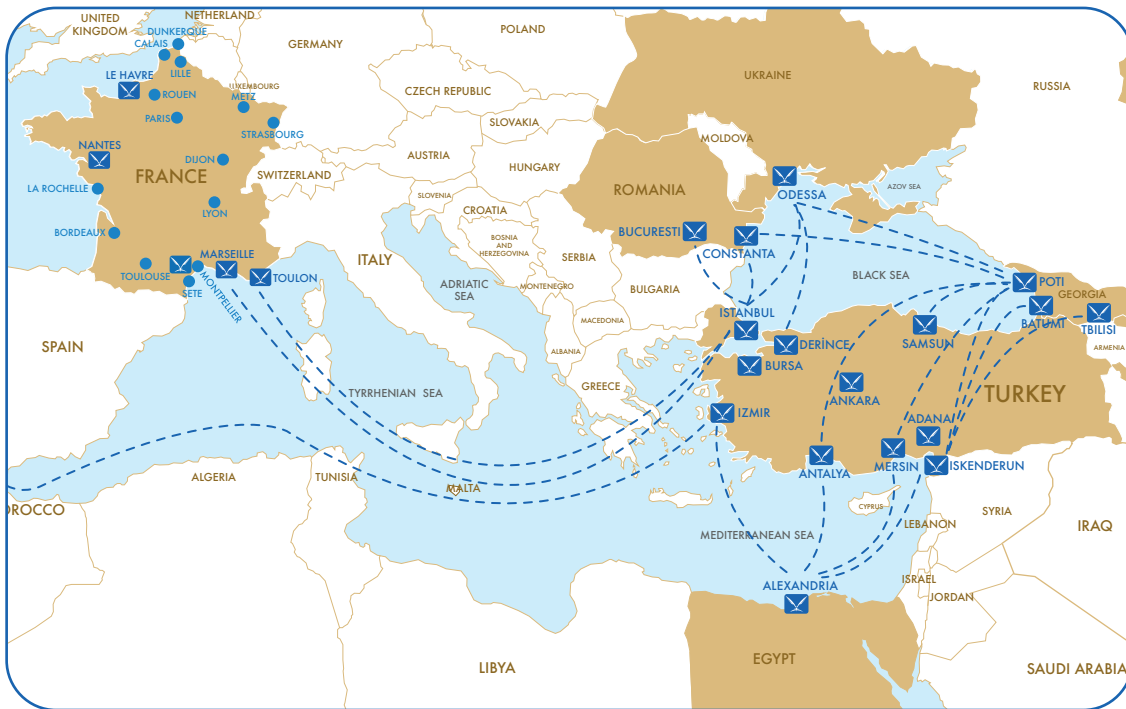 UNITED
KINGDOM
NETHERLAND
DUNKERQUE
CALAIS
LILLE
GERMANY
POLAND
UKRAINE
RUSSIA
LE HAVRE
ROUEN
LUXEMBOURG
METZ
PARIS
STRASBOURG
CZECH REPUBLIC
SLOVAKIA
MOLDOVA
NANTES
DIJON
FRANCE
SWITZERLAND
AUSTRIA
HUNGARY
ROMANIA
ODESSA
AZOV SEA
LA ROCHELLE
LYON
SLOVENIA
CROATIA
BORDEAUX
BUCURESTI
CONSTANTA
BOSNIA
AND
HERZEGOVINA
SERBIA
TOULOUSE
MARSEILLE
TOULON
SETE
MONTPELLIER
ITALY
ADRIATIC
SEA
MONTENEGRO
BULGARIA
BLACK SEA
POTI
GEORGIA
BATUMI
TBILISI
ARMENIA
MACEDONIA
ALBANIA
İSTANBUL
DERİNCE
SAMSUN
SPAIN
BURSA
GREECE
ANKARA
TURKEY
TYRRHENIAN SEA
IZMIR
ADANA
MERSIN
ISKENDERUN
ANTALYA
ALGERIA
TUNISIA
MALTA
OROCCO
CYPRUS
SYRIA
LEBANON
IRAQ
MEDITERRANEAN SEA
ISRAEL
JORDAN
ALEXANDRIA
LIBYA
EGYPT
SAUDI ARABIA